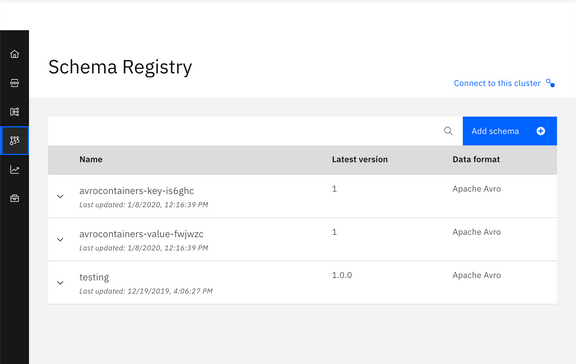 Schema Registry
Connect to this cluster
Add schema
Name Latest version Data format
avrocontainers-key-is6ghc 1 Apache Avro
Last updated: 1/8/2020, 12:16:39 PM
avrocontainers-value-fwjwzc 1 Apache Avro
Last updated: 1/8/2020, 12:16:39 PM
testing 1.0.0 Apache Avro
Last updated: 12/19/2019, 4:06:27 PM